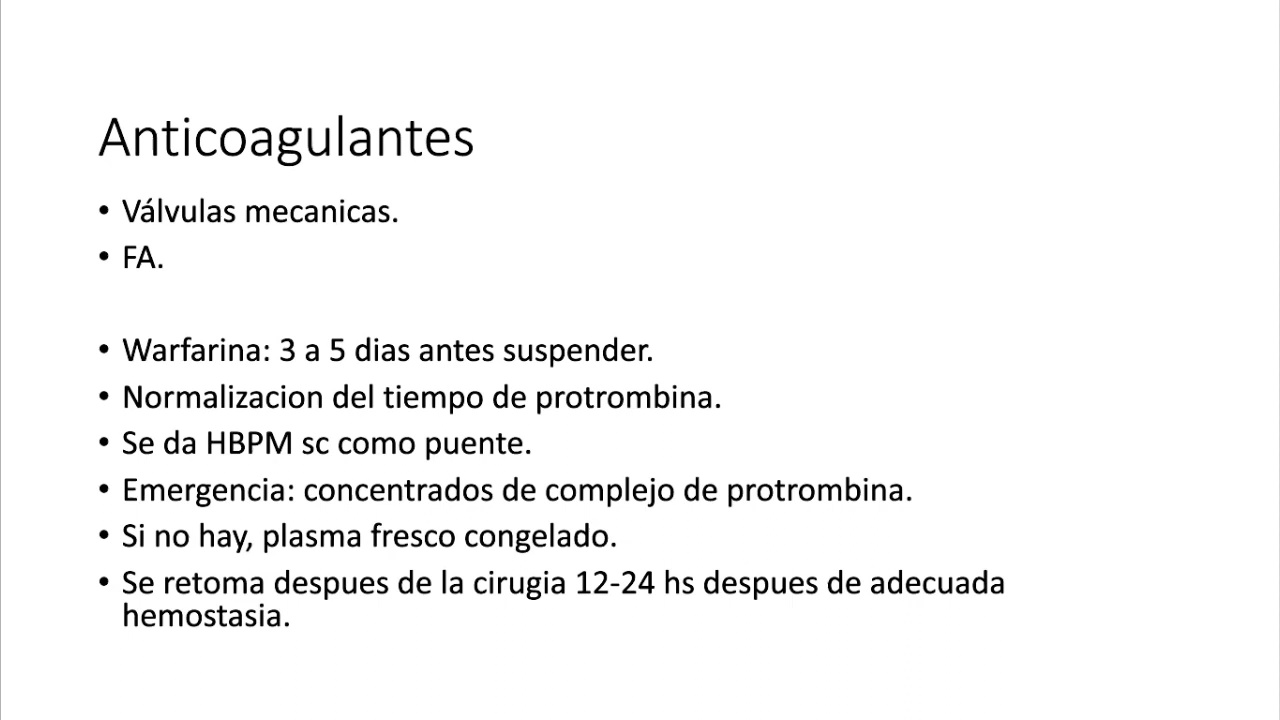 Anticoagulantes
• Válvulas mecanicas.
• FA.
• Warfarina: 3 a 5 dias antes suspender.
• Normalizacion del tiempo de protrombina.
• Se da HBPM sc como puente.
• Emergencia: concentrados de complejo de protrombina.
• Si no hay, plasma fresco congelado.
• Se retoma despues de la cirugia 12-24 hs despues de adecuada
hemostasia.